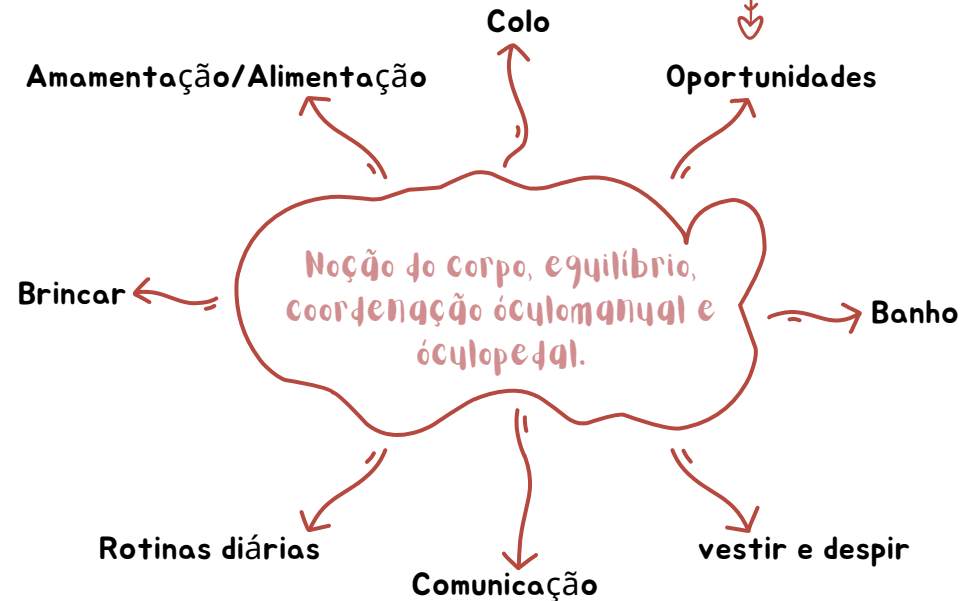 Colo
Amamentação/Alimentação
Oportunidades
Noção do corpo, equilíbrio,
coordenação óculomanual e
óculopedal.
Brincar
Banho
Rotinas diárias
vestir e despir
Comunicação